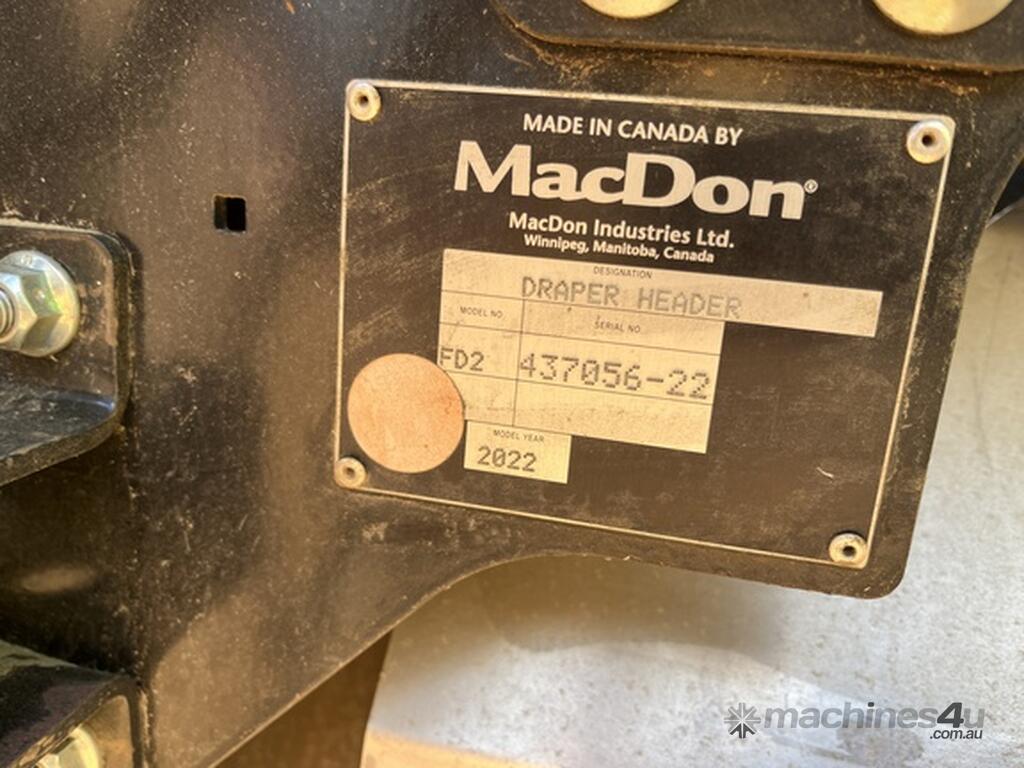 MADE IN CANADA BY
MacDon®
MacDon Industries Ltd.
Winnipeg, Manitoba, Canada
DESIGNATION
DRAPER HEADER
MODEL NO. SERIAL NO.
FD2 437056-22
MODEL YEAR
2022
machines4u
.com.au